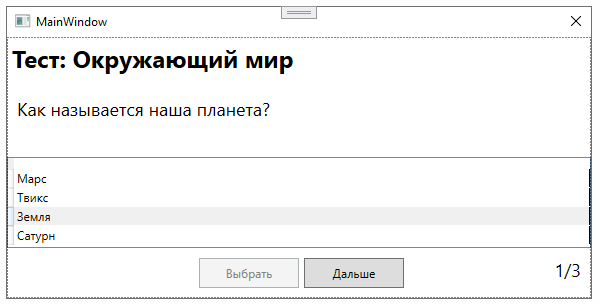 MainWindow
Тест: Окружающий мир
Как называется наша планета?
Марс
Твикс
Земля
Сатурн
Выбрать
Дальше
1/3